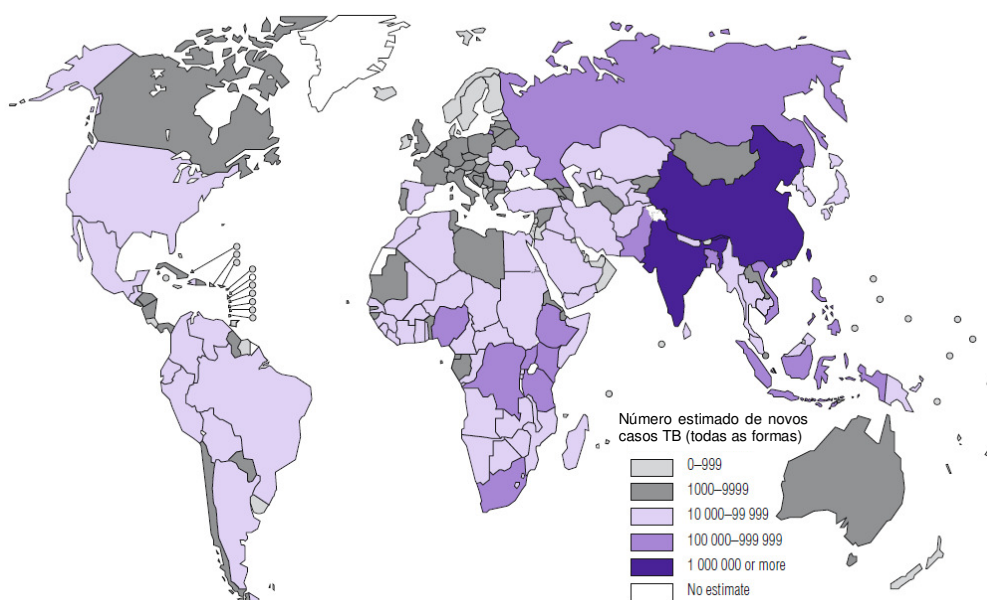 Número estimado de novos
casos TB (todas as formas)
0–999
1000–9999
10 000–99 999
100 000–999 999
1 000 000 or more
No estimate